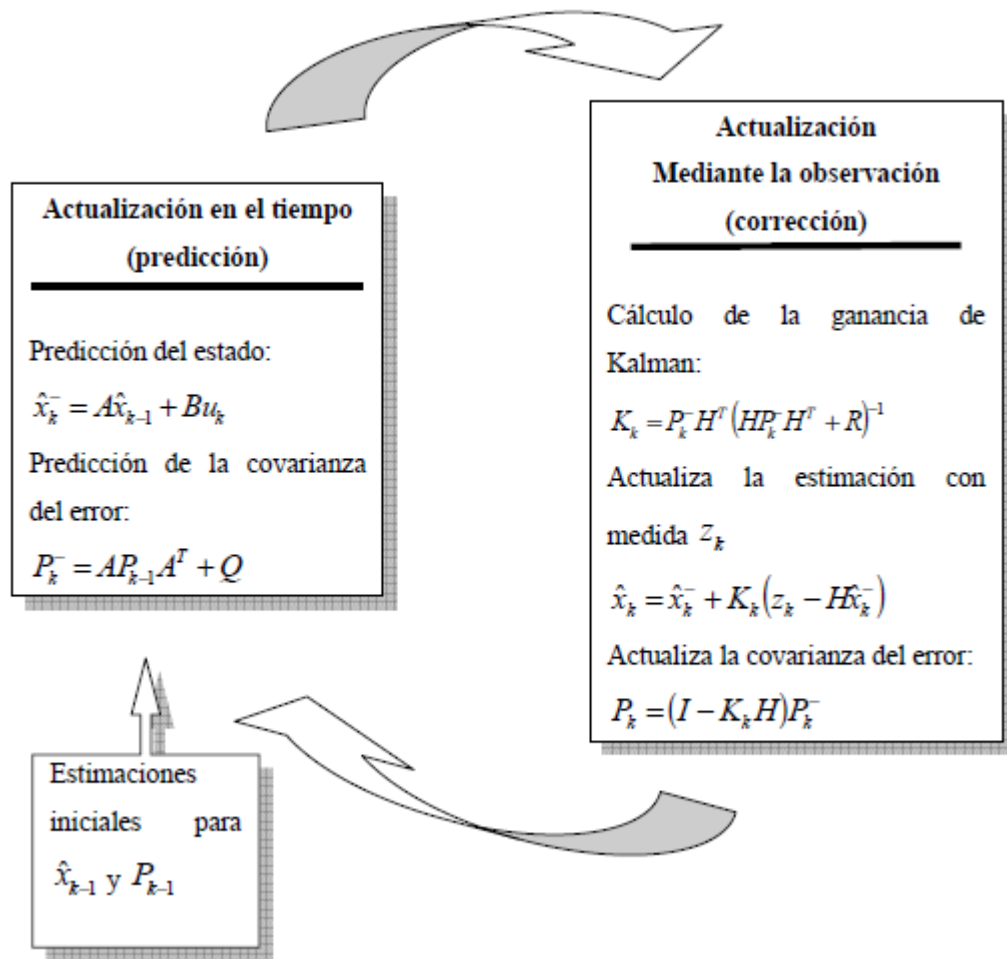 Actualización en el tiempo
(predicción)
Predicción del estado:
x̂ₖ⁻ = Ax̂ₖ₋₁ + Buₖ
Predicción de la covarianza
del error:
Pₖ⁻ = APₖ₋₁Aᵀ + Q
Estimaciones
iniciales para
x̂ₖ₋₁ y Pₖ₋₁
Actualización
Mediante la observación
(corrección)
Cálculo de la ganancia de
Kalman:
Kₖ = Pₖ⁻Hᵀ(HPₖ⁻Hᵀ + R)⁻¹
Actualiza la estimación con
medida zₖ
x̂ₖ = x̂ₖ⁻ + Kₖ(zₖ − Hx̂ₖ⁻)
Actualiza la covarianza del error:
Pₖ = (I − KₖH)Pₖ⁻